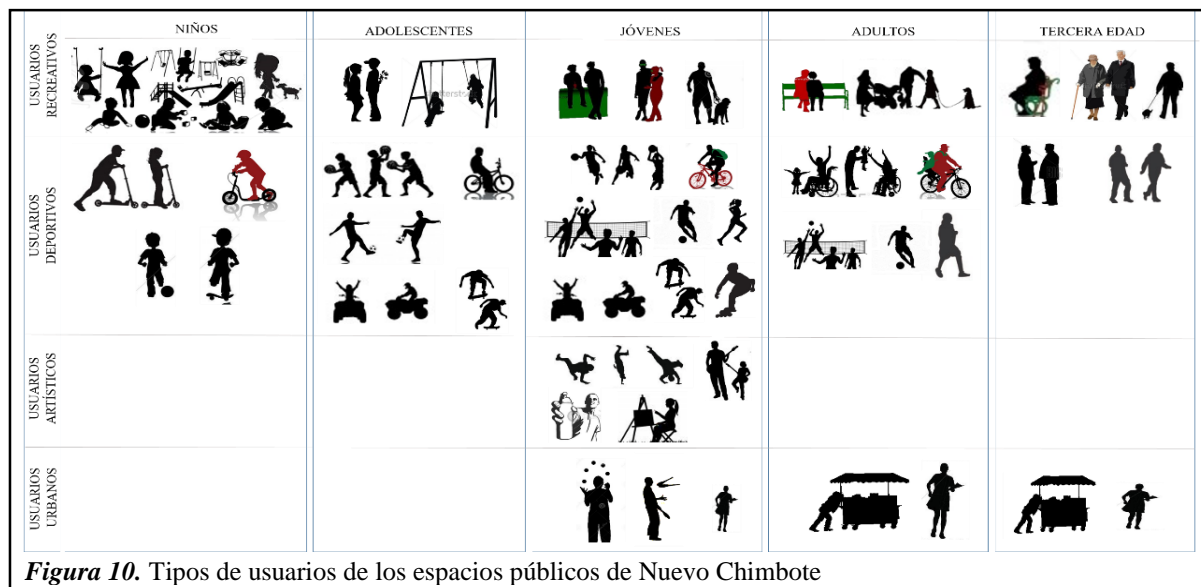 NIÑOS
ADOLESCENTES
JÓVENES
ADULTOS
TERCERA EDAD
USUARIOS
RECREATIVOS
USUARIOS
DEPORTIVOS
USUARIOS
ARTÍSTICOS
USUARIOS
URBANOS
Figura 10. Tipos de usuarios de los espacios públicos de Nuevo Chimbote